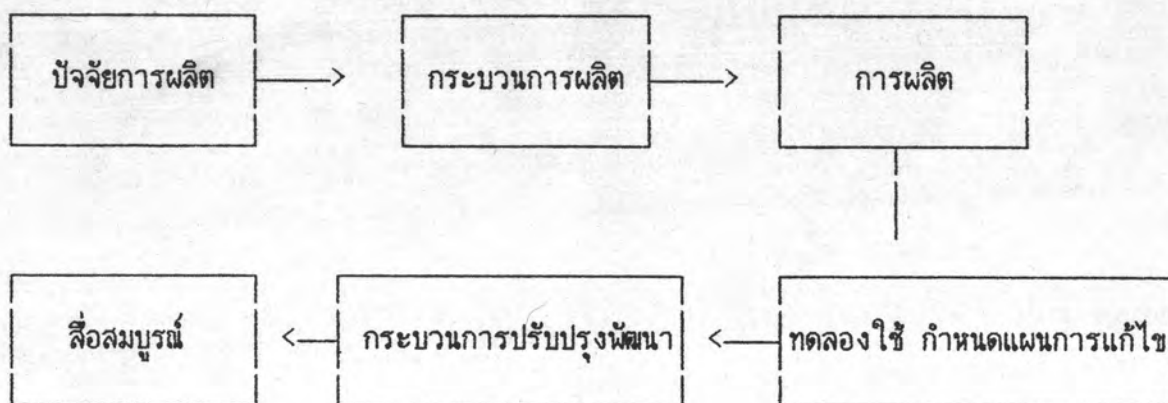 ปัจจัยการผลิต
กระบวนการผลิต
การผลิต
ทดลองใช้ กำหนดแผนการแก้ไข
กระบวนการปรับปรุงพัฒนา
สื่อสมบูรณ์